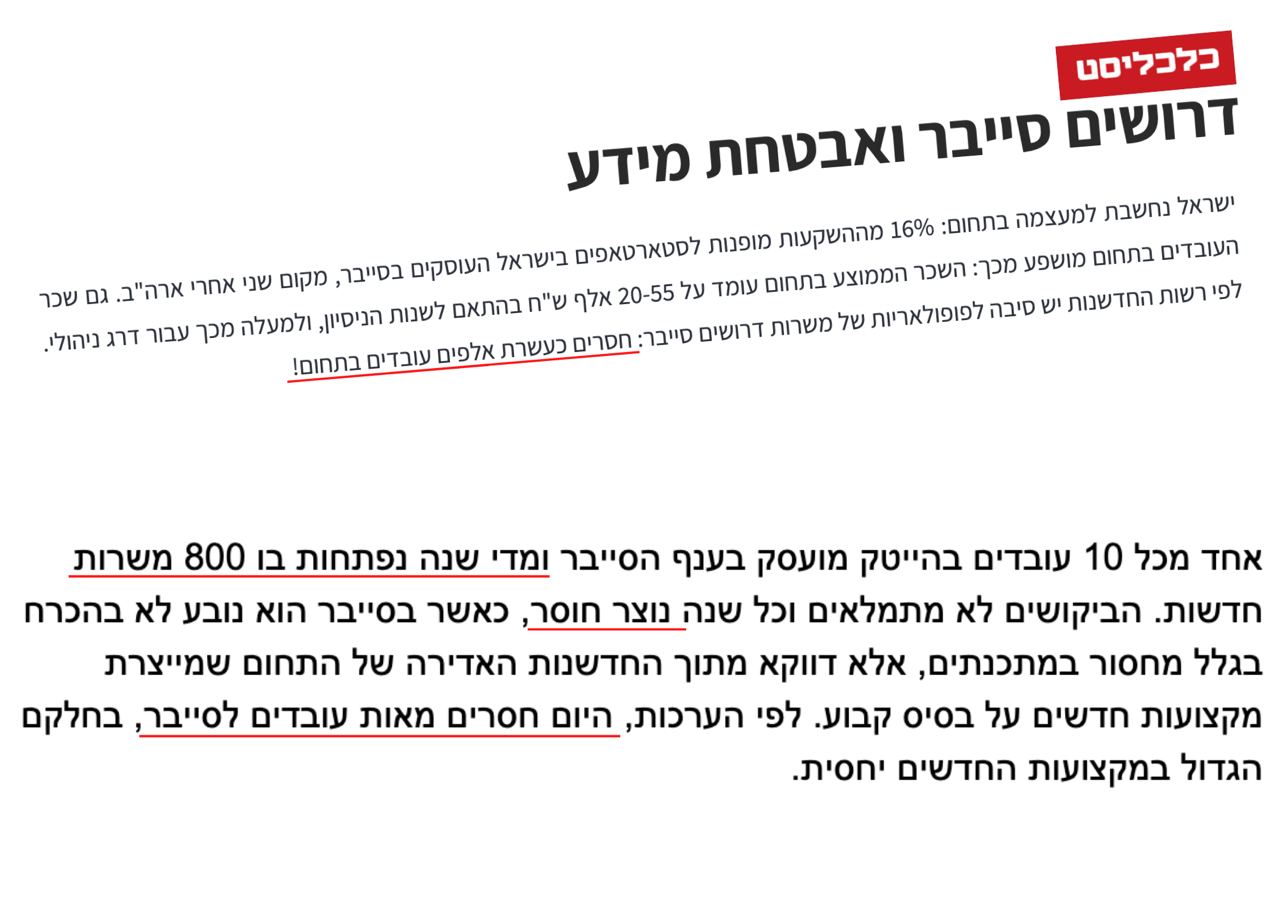 כלכליסט
דרושים סייבר ואבטחת מידע
ישראל נחשבת למעצמה בתחום: 16% מההשקעות מופנות לסטארטאפים בישראל העוסקים בסייבר, מקום שני אחרי ארה"ב. גם שכר
העובדים בתחום מושפע מכך: השכר הממוצע בתחום עומד על 20-55 אלף ש"ח בהתאם לשנות הניסיון, ולמעלה מכך עבור דרג ניהולי.
לפי רשות החדשנות יש סיבה לפופולאריות של משרות דרושים סייבר: חסרים כעשרת אלפים עובדים בתחום!
אחד מכל 10 עובדים בהייטק מועסק בענף הסייבר ומדי שנה נפתחות בו 800 משרות
חדשות. הביקושים לא מתמלאים וכל שנה נוצר חוסר, כאשר בסייבר הוא נובע לא בהכרח
בגלל מחסור במתכנתים, אלא דווקא מתוך החדשנות האדירה של התחום שמייצרת
מקצועות חדשים על בסיס קבוע. לפי הערכות, היום חסרים מאות עובדים לסייבר, בחלקם
הגדול במקצועות החדשים יחסית.